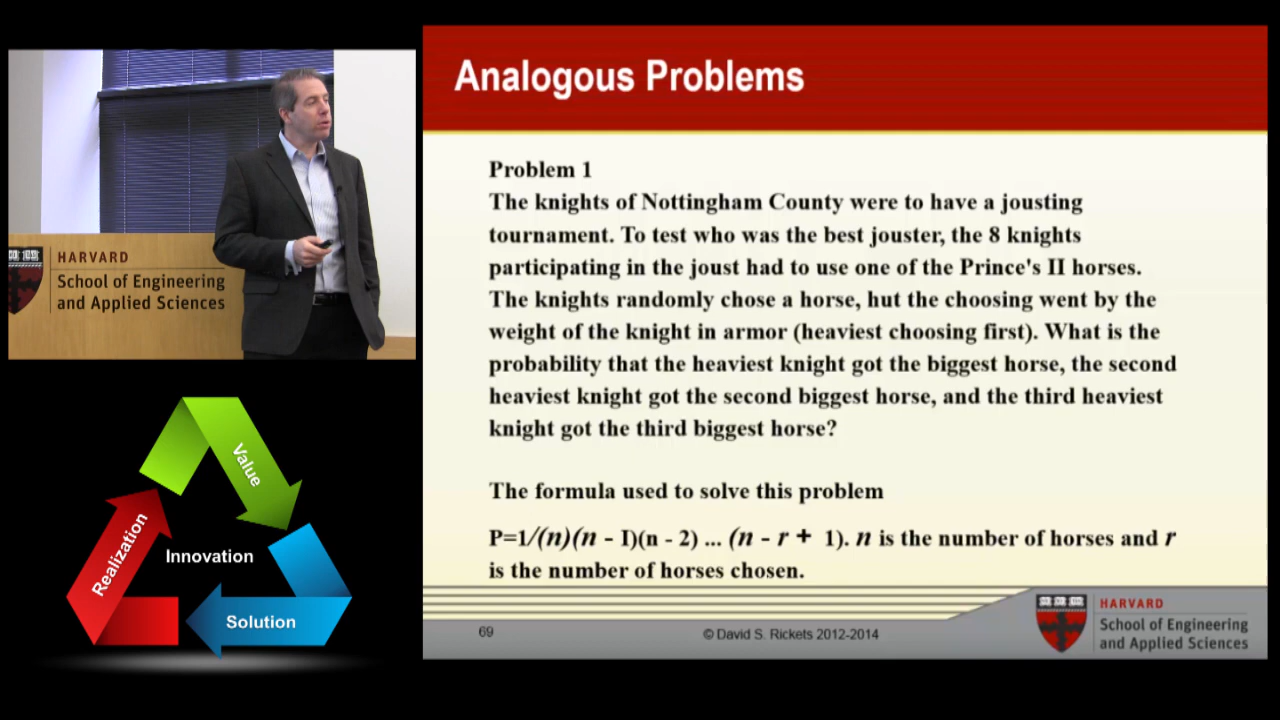 HARVARD
School of Engineering
and Applied Sciences
Value
Realization
Innovation
Solution
Analogous Problems
Problem 1
The knights of Nottingham County were to have a jousting
tournament. To test who was the best jouster, the 8 knights
participating in the joust had to use one of the Prince's II horses.
The knights randomly chose a horse, hut the choosing went by the
weight of the knight in armor (heaviest choosing first). What is the
probability that the heaviest knight got the biggest horse, the second
heaviest knight got the second biggest horse, and the third heaviest
knight got the third biggest horse?
The formula used to solve this problem
P=1/(n)(n - I)(n - 2) ... (n - r + 1). n is the number of horses and r
is the number of horses chosen.
69
© David S. Rickets 2012-2014
HARVARD
School of Engineering
and Applied Sciences